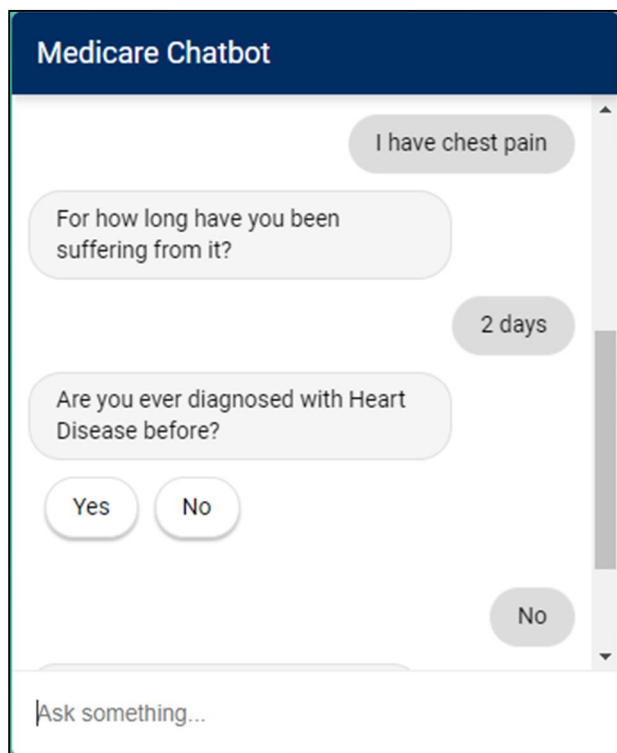 Medicare Chatbot
I have chest pain
For how long have you been
suffering from it?
2 days
Are you ever diagnosed with Heart
Disease before?
Yes No
No
Ask something...